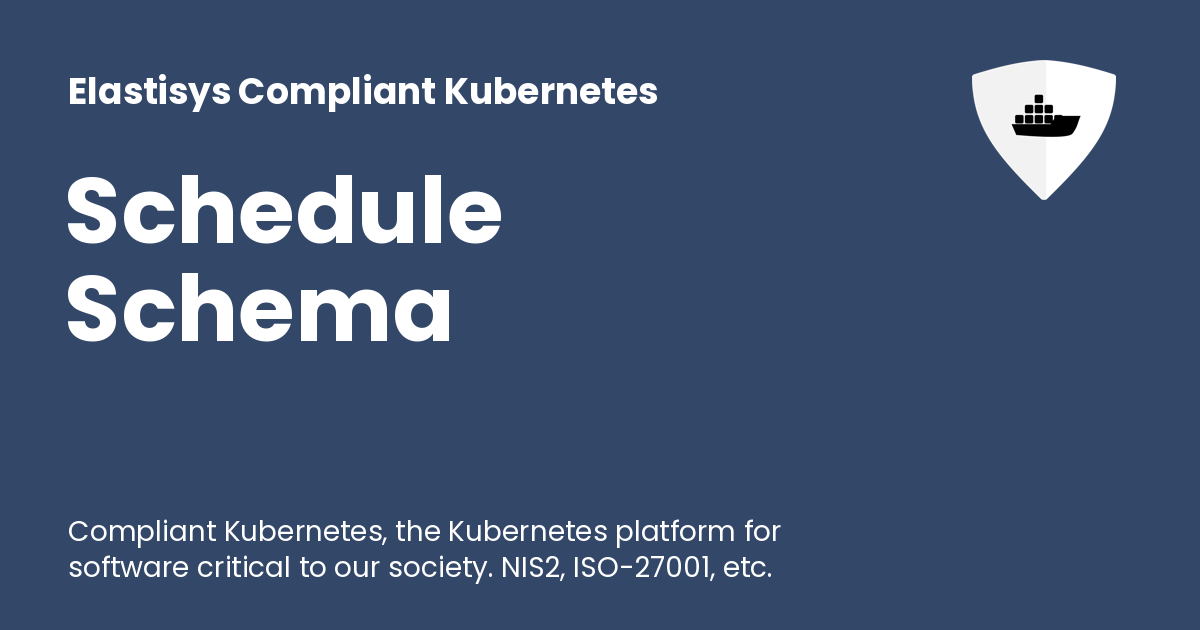 Elastisys Compliant Kubernetes
Schedule
Schema
Compliant Kubernetes, the Kubernetes platform for
software critical to our society. NIS2, ISO-27001, etc.